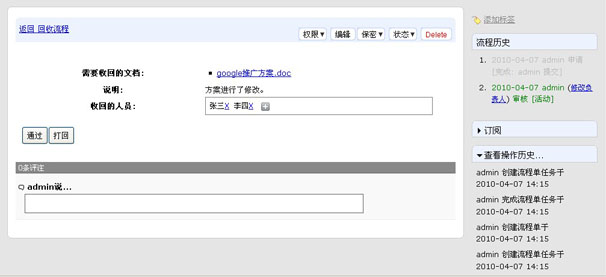 返回 回收流程
权限▼ 编辑 保密▼ 状态▼ Delete
需要收回的文档: google推广方案.doc
说明: 方案进行了修改。
收回的人员: 张三X 李四X
通过 打回
0条评注
admin说...
添加标签
流程历史
1. 2010-04-07 admin 申请
[完成: admin 提交]
2. 2010-04-07 admin (修改负
责人) 审核 [活动]
订阅
查看操作历史...
admin 创建流程单任务于
2010-04-07 14:15
admin 完成流程单任务于
2010-04-07 14:15
admin 创建流程单于
2010-04-07 14:15
admin 创建流程单任务于
2010-04-07 14:15